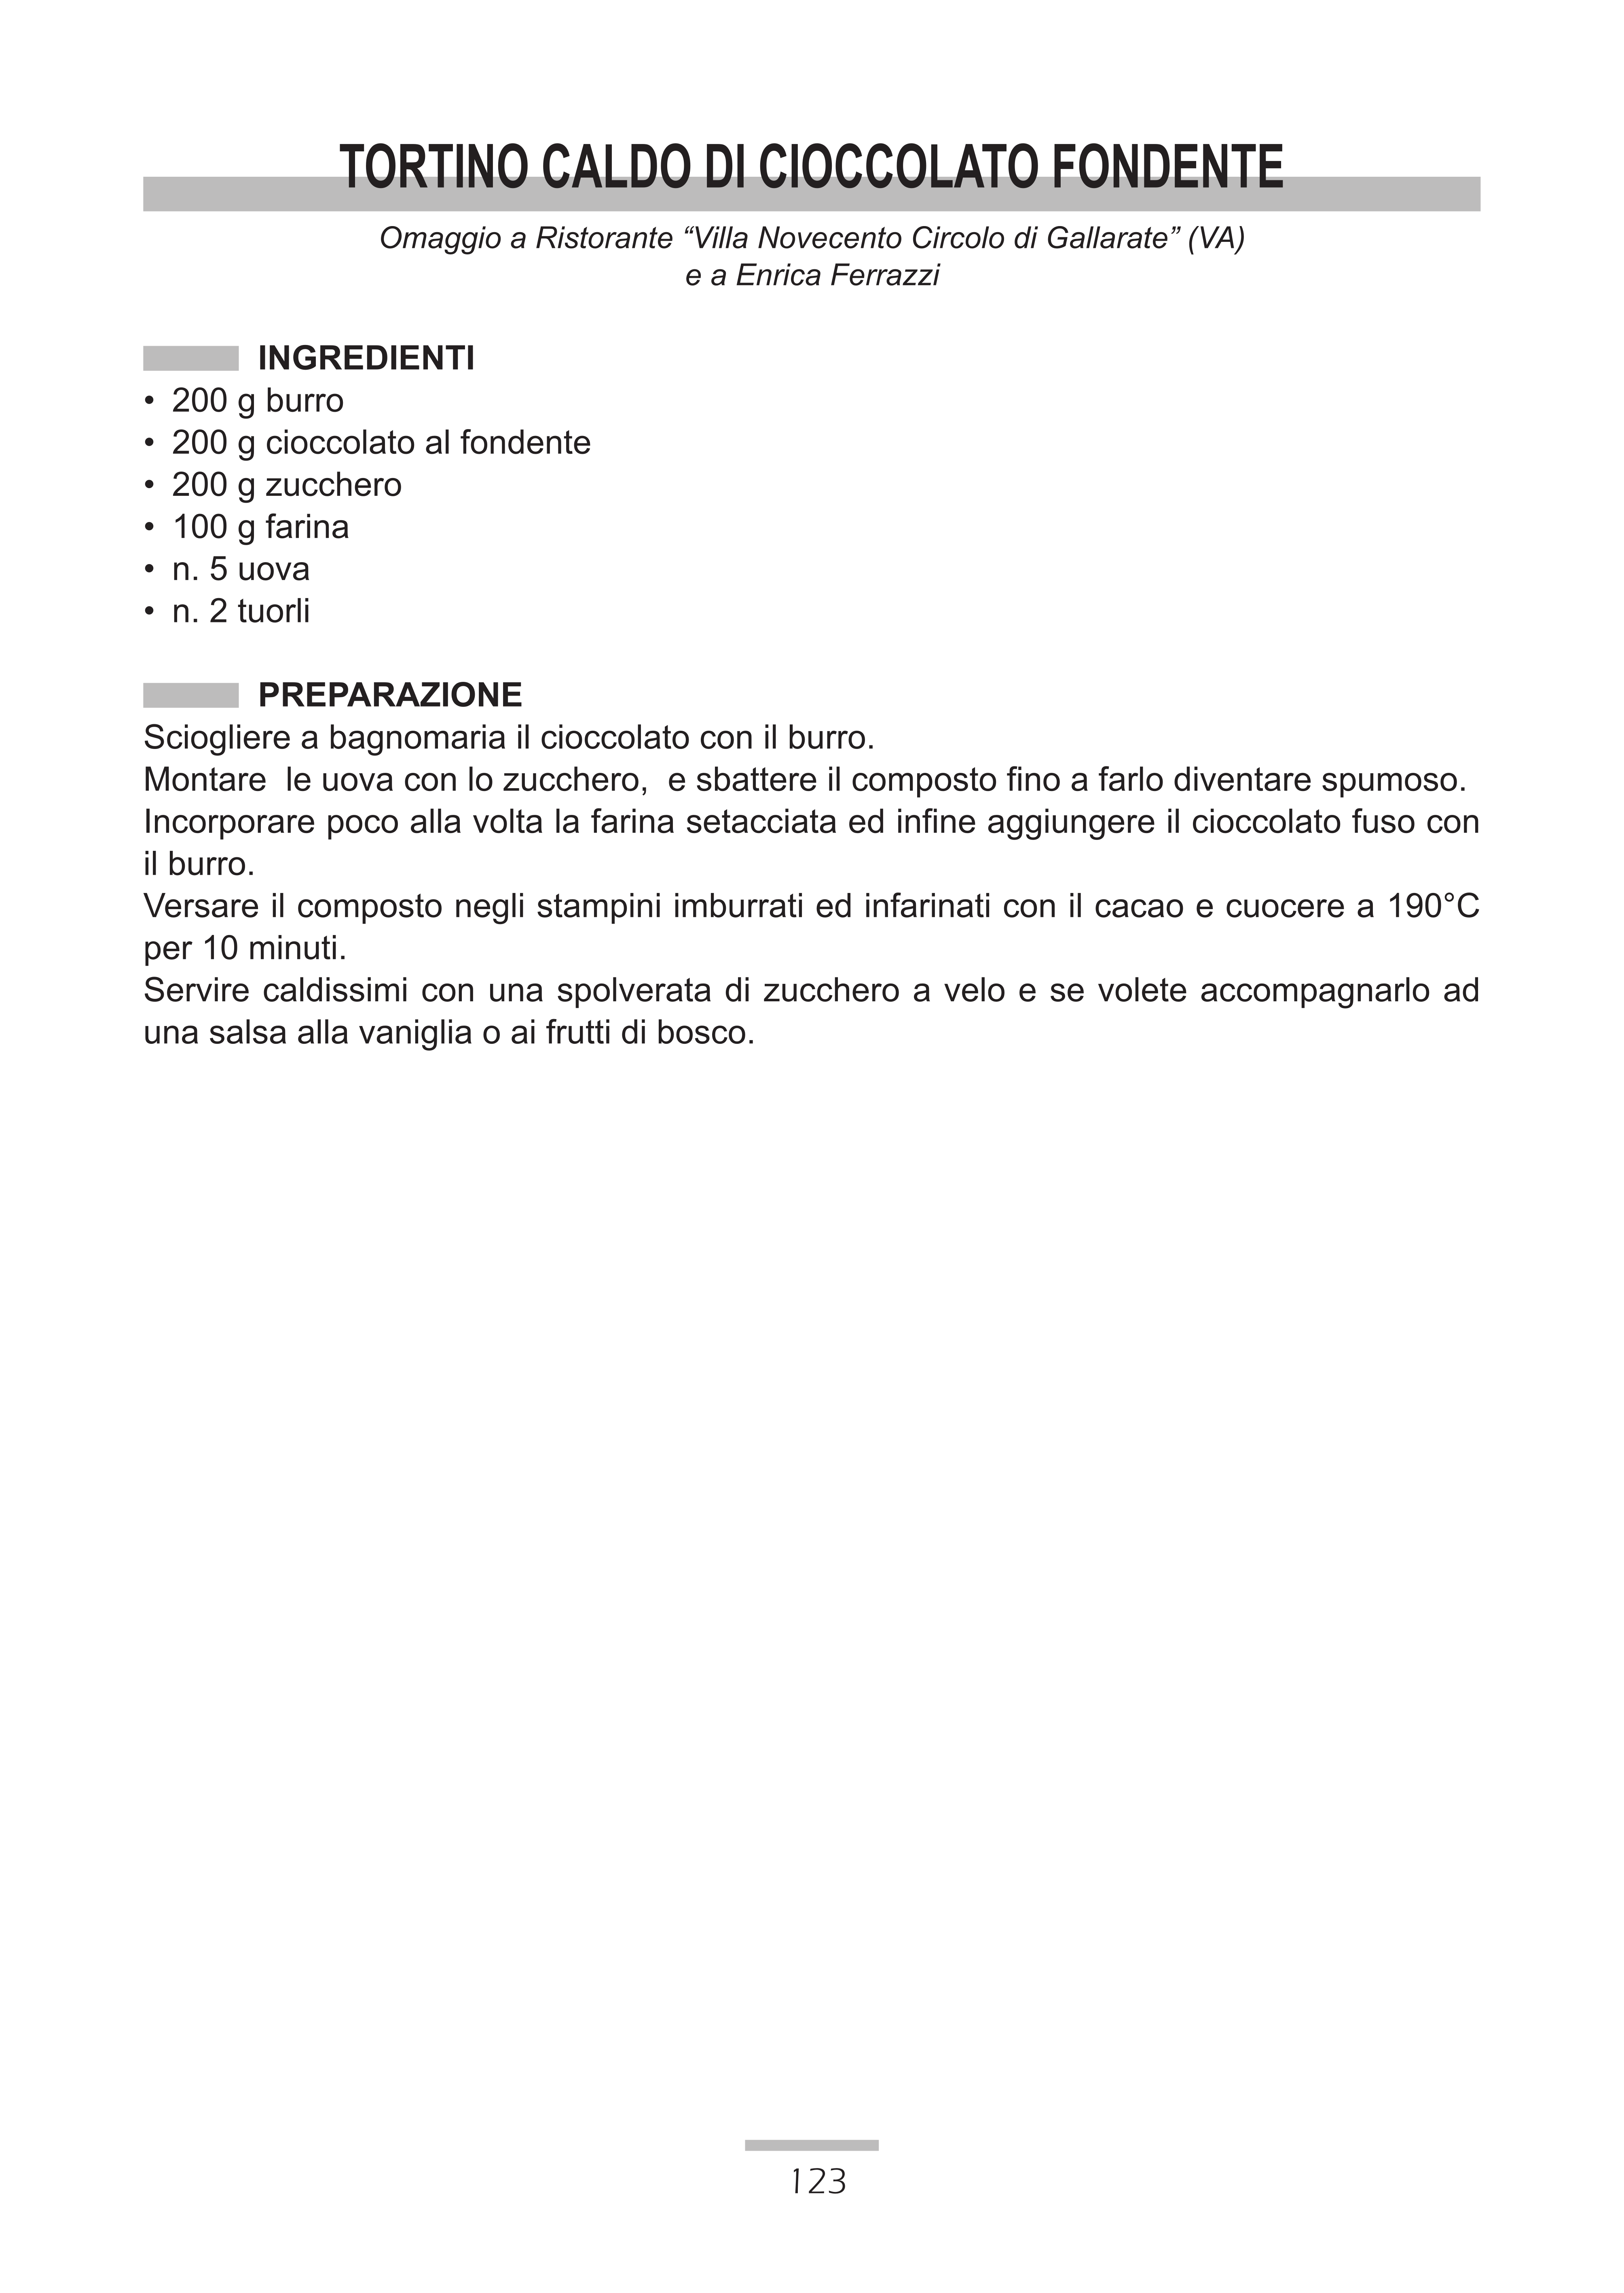 TORTINO CALDO DI CIOCCOLATO FONDENTE
Omaggio a Ristorante “Villa Novecento Circolo di Gallarate” (VA)
e a Enrica Ferrazzi
INGREDIENTI
• 200 g burro
• 200 g cioccolato al fondente
• 200 g zucchero
• 100 g farina
• n. 5 uova
• n. 2 tuorli
PREPARAZIONE
Sciogliere a bagnomaria il cioccolato con il burro.
Montare  le uova con lo zucchero,  e sbattere il composto fino a farlo diventare spumoso.
Incorporare poco alla volta la farina setacciata ed infine aggiungere il cioccolato fuso con
il burro.
Versare il composto negli stampini imburrati ed infarinati con il cacao e cuocere a 190°C
per 10 minuti.
Servire caldissimi con una spolverata di zucchero a velo e se volete accompagnarlo ad
una salsa alla vaniglia o ai frutti di bosco.
123